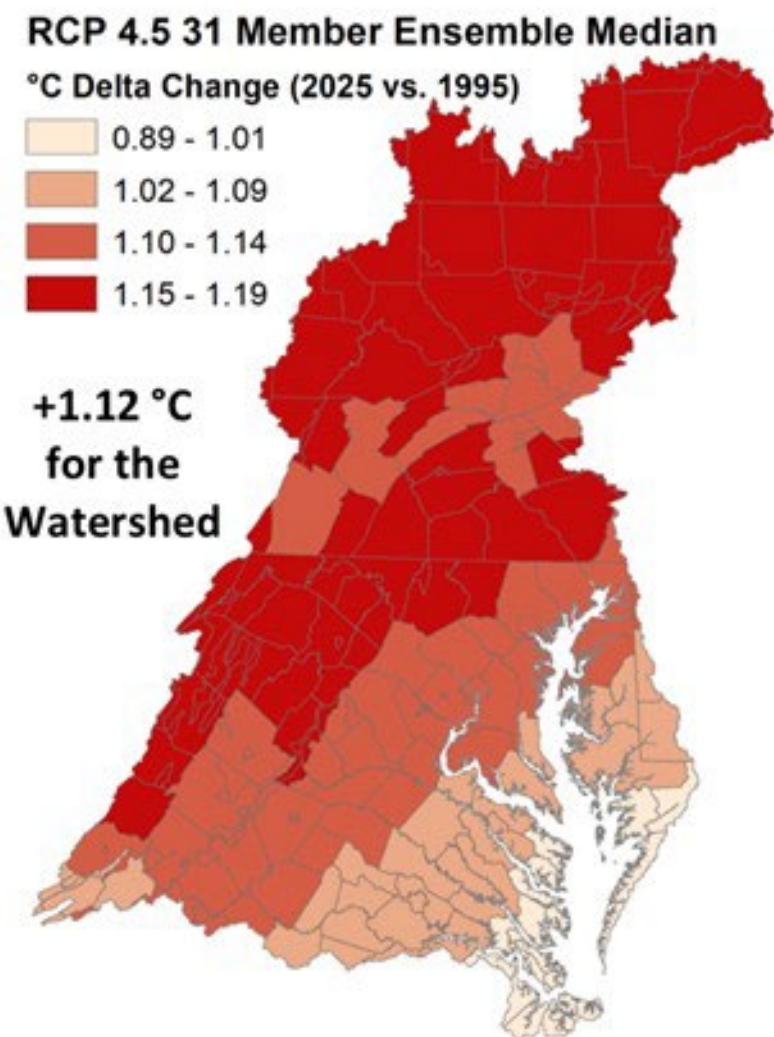 RCP 4.5 31 Member Ensemble Median
°C Delta Change (2025 vs. 1995)
0.89 - 1.01
1.02 - 1.09
1.10 - 1.14
1.15 - 1.19
+1.12 °C
for the
Watershed